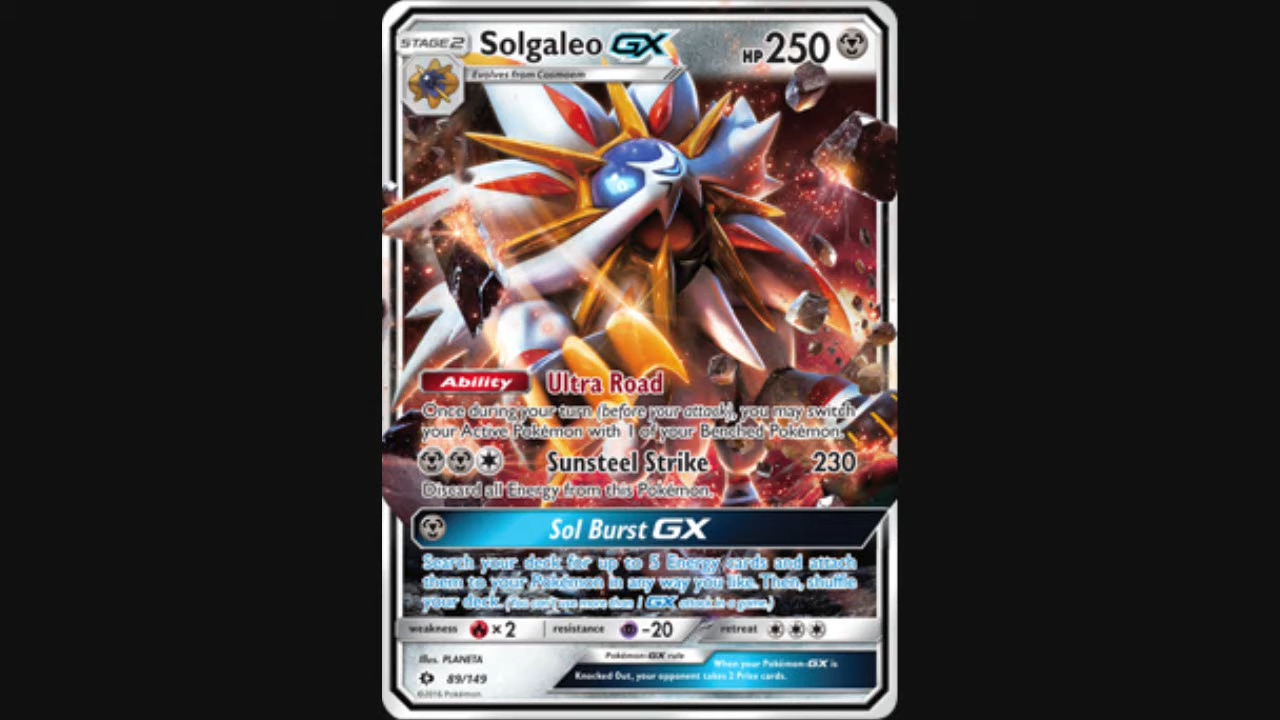 STAGE 2 Solgaleo GX HP 250
Evolves from Cosmoem
Ability Ultra Road
Once during your turn (before your attack), you may switch
your Active Pokémon with 1 of your Benched Pokémon.
Sunsteel Strike 230
Discard all Energy from this Pokémon.
Sol Burst GX
Search your deck for up to 5 Energy cards and attach
them to your Pokémon in any way you like. Then, shuffle
your deck. (You can't use more than 1 GX attack in a game.)
weakness ×2 resistance -20 retreat
Illus. PLANETA
Pokémon-GX rule
When your Pokémon-GX is
Knocked Out, your opponent takes 2 Prize cards.
89/149
©2016 Pokémon